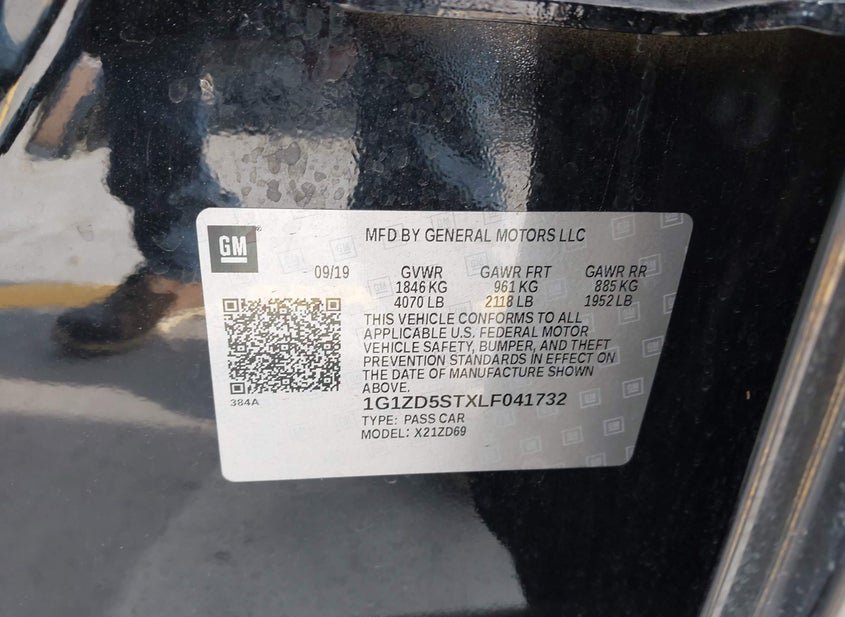 GM
MFD BY GENERAL MOTORS LLC
09/19 GVWR GAWR FRT GAWR RR
1846 KG 961 KG 885 KG
4070 LB 2118 LB 1952 LB
THIS VEHICLE CONFORMS TO ALL
APPLICABLE U.S. FEDERAL MOTOR
VEHICLE SAFETY, BUMPER, AND THEFT
PREVENTION STANDARDS IN EFFECT ON
THE DATE OF MANUFACTURE SHOWN
ABOVE.
384A
1G1ZD5STXLF041732
TYPE: PASS CAR
MODEL: X21ZD69